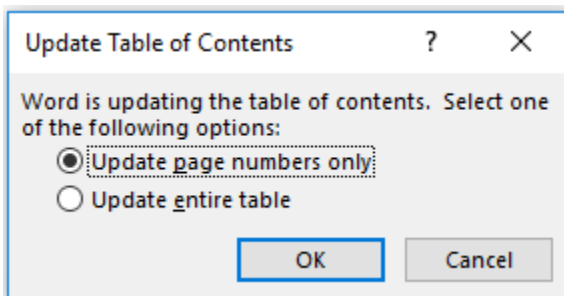 Update Table of Contents ? ×
Word is updating the table of contents. Select one
of the following options:
Update page numbers only
Update entire table
OK Cancel